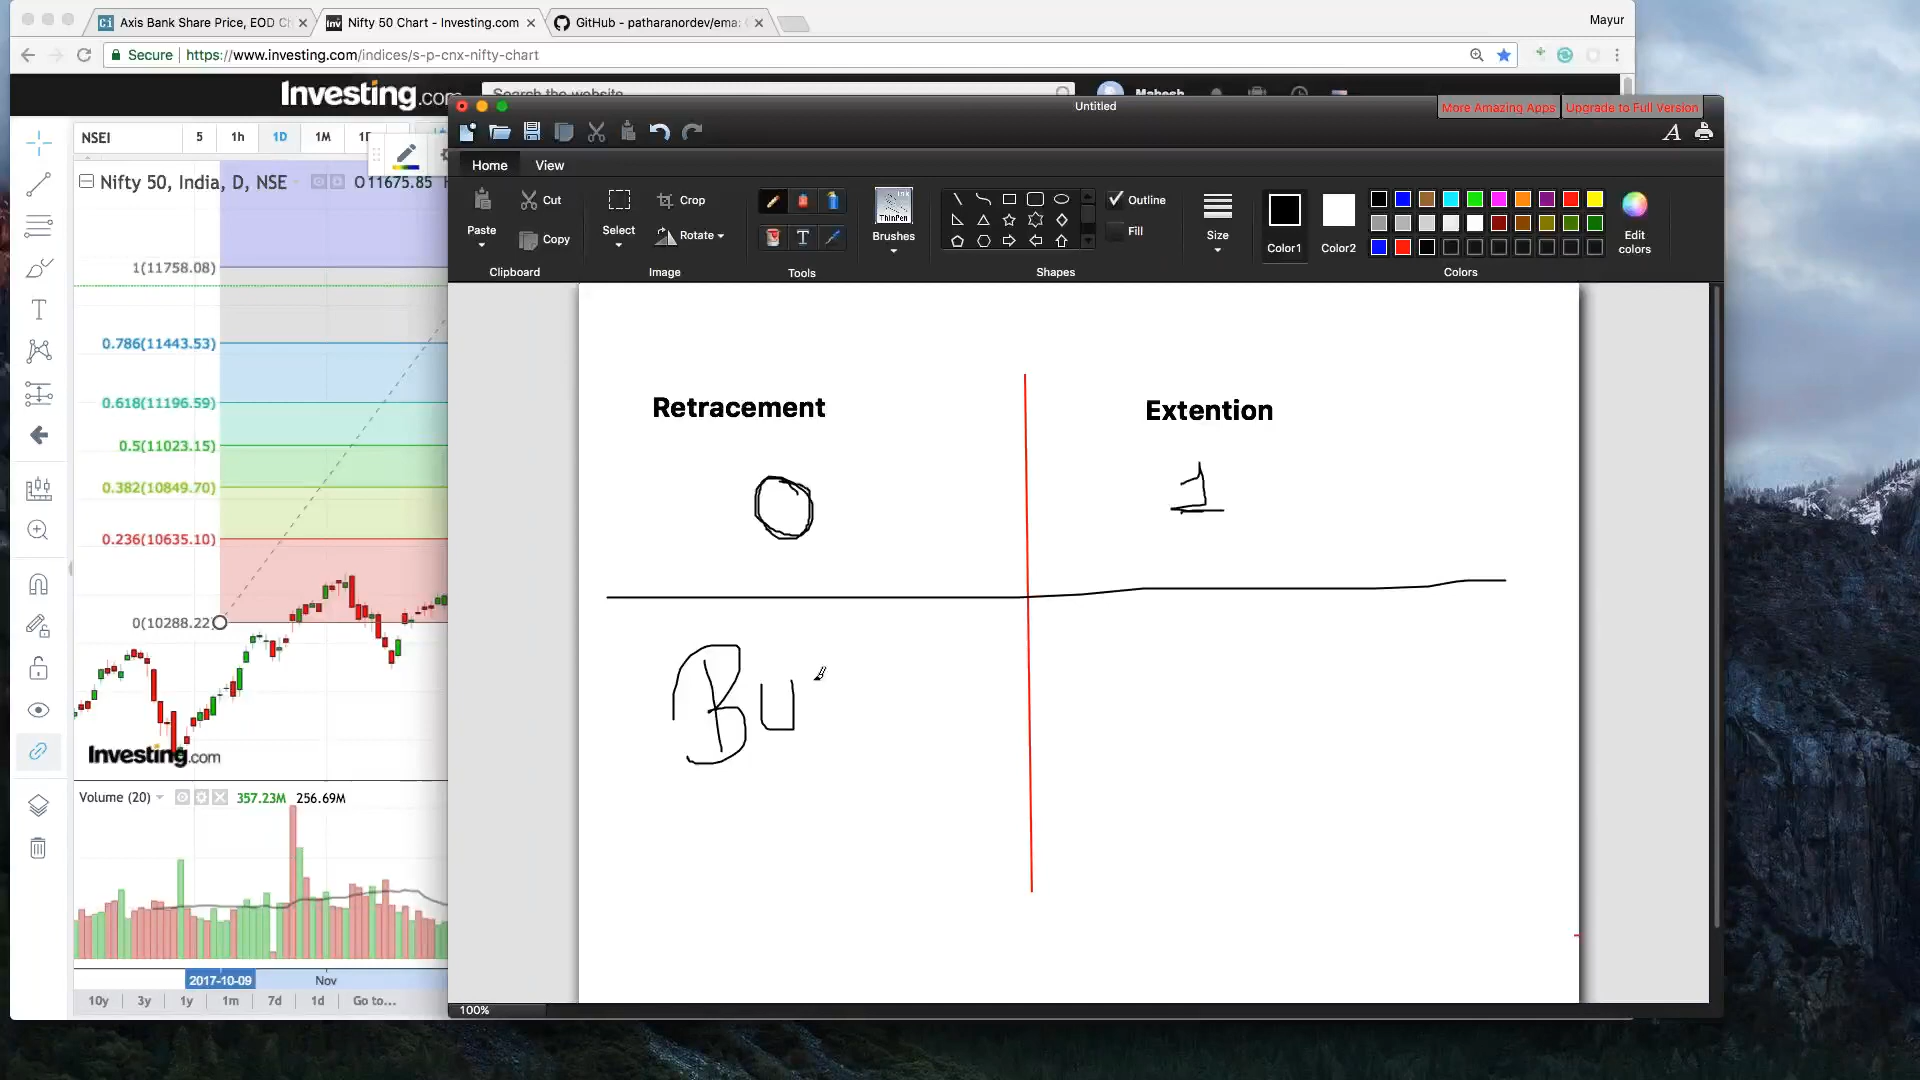 Axis Bank Share Price, EOD C
Nifty 50 Chart - Investing.com
GitHub - patharanordev/ema:
Mayur
Secure
https://www.investing.com/indices/s-p-cnx-nifty-chart
Investing.com
Search the website
Mahesh
Untitled
More Amazing Apps
Upgrade to Full Version
Home
View
Paste
Cut
Copy
Clipboard
Select
Crop
Rotate
Image
T
Tools
ink
ThinPen
Brushes
Outline
Fill
Shapes
Size
Color1
Color2
Edit
colors
Colors
NSEI
5
1h
1D
1M
Nifty 50, India, D, NSE
O11675.85
1(11758.08)
0.786(11443.53)
0.618(11196.59)
0.5(11023.15)
0.382(10849.70)
0.236(10635.10)
0(10288.22)
Investing.com
Volume (20)
357.23M
256.69M
2017-10-09
Nov
10y
3y
1y
1m
7d
1d
Go to...
Retracement
Extention
0
1
Bu
100%